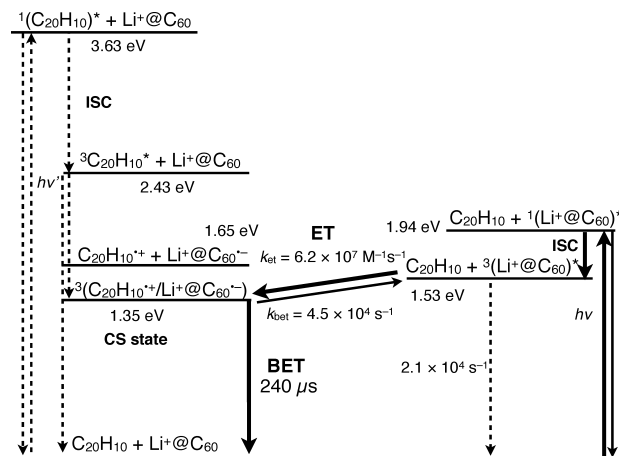 ¹(C₂₀H₁₀)* + Li⁺@C₆₀
3.63 eV
ISC
³C₂₀H₁₀* + Li⁺@C₆₀
hν'
2.43 eV
1.65 eV
C₂₀H₁₀•⁺ + Li⁺@C₆₀•⁻
³(C₂₀H₁₀•⁺/Li⁺@C₆₀•⁻)
1.35 eV
CS state
ET
kₑₜ = 6.2 × 10⁷ M⁻¹s⁻¹
k_bet = 4.5 × 10⁴ s⁻¹
BET
240 μs
C₂₀H₁₀ + ¹(Li⁺@C₆₀)*
1.94 eV
ISC
C₂₀H₁₀ + ³(Li⁺@C₆₀)*
1.53 eV
hν
2.1 × 10⁴ s⁻¹
C₂₀H₁₀ + Li⁺@C₆₀